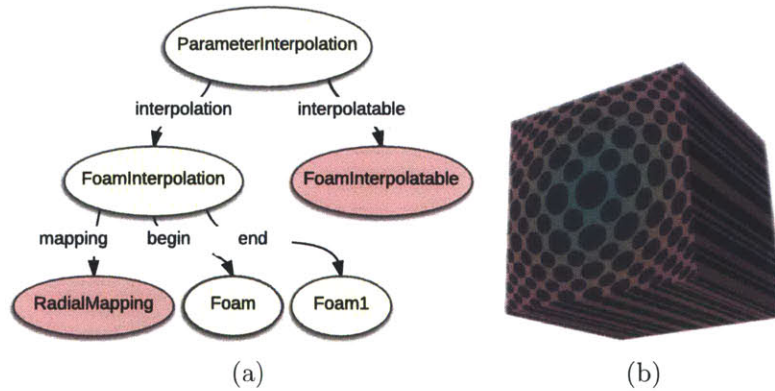 ParameterInterpolation
interpolation interpolatable
FoamInterpolation FoamInterpolatable
mapping begin end
RadialMapping Foam Foam1
(a) (b)